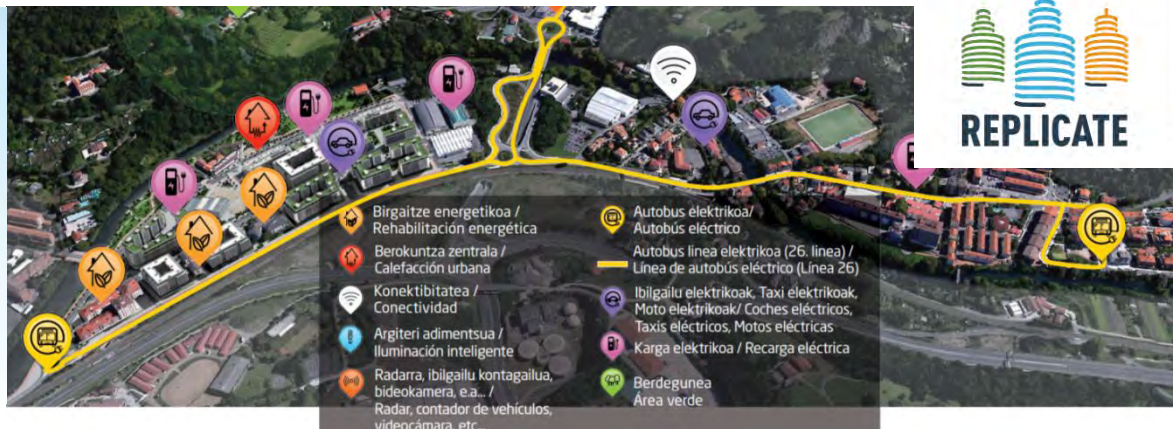 REPLICATE
Birgaitze energetikoa /
Rehabilitación energética
Berokuntza zentrala /
Calefacción urbana
Konektibitatea /
Conectividad
Argiteri adimentsua /
Iluminación inteligente
Radarra, ibilgailu kontagailua,
bideokamera, e.a... /
Radar, contador de vehículos,
videocámara, etc...
Autobus elektrikoa/
Autobús eléctrico
Autobus linea elektrikoa (26. linea) /
Línea de autobús eléctrico (Línea 26)
Ibilgailu elektrikoak, Taxi elektrikoak,
Moto elektrikoak/ Coches eléctricos,
Taxis eléctricos, Motos eléctricas
Karga elektrikoa / Recarga eléctrica
Berdegunea
Área verde